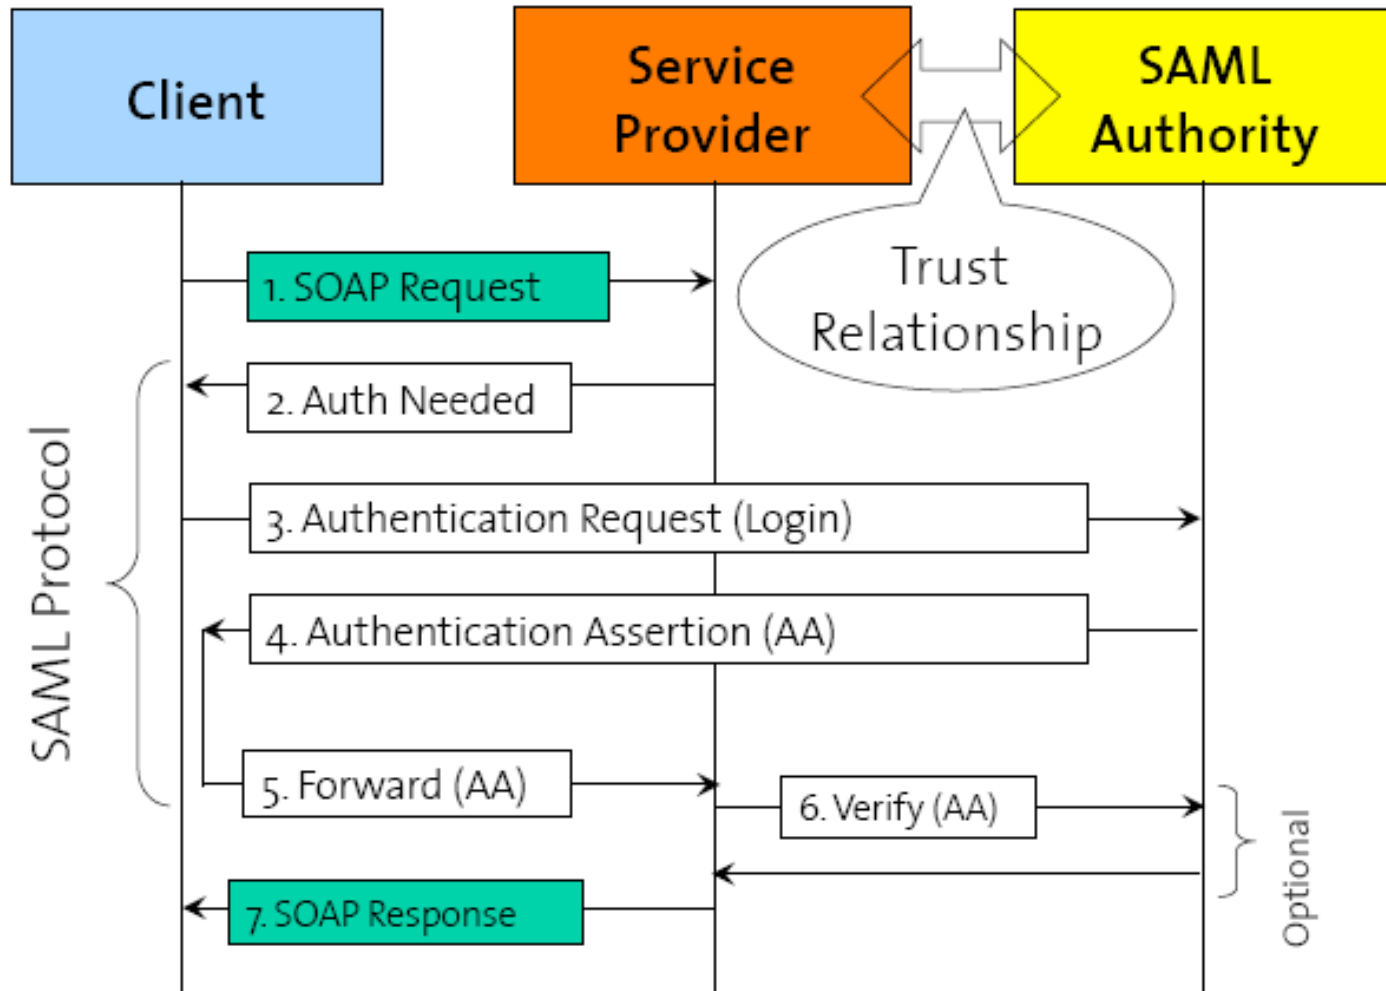 Client
Service
Provider
SAML
Authority
Trust
Relationship
1. SOAP Request
2. Auth Needed
SAML Protocol
3. Authentication Request (Login)
4. Authentication Assertion (AA)
5. Forward (AA)
6. Verify (AA)
Optional
7. SOAP Response